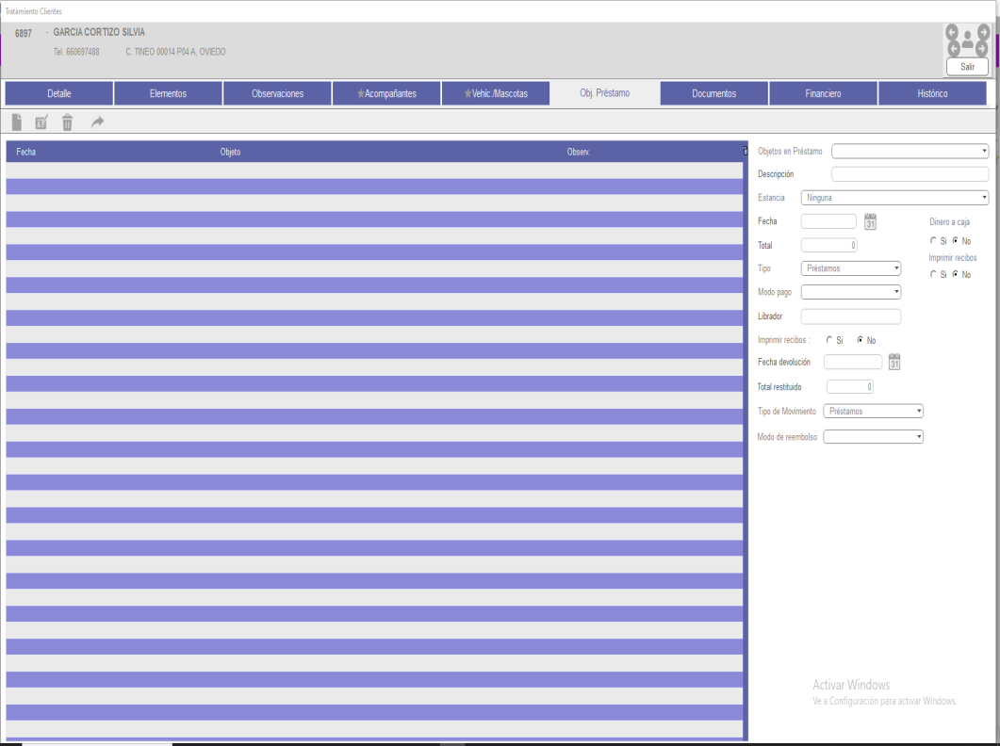 Tratamiento Clientes
6897 - GARCIA CORTIZO SILVIA
Tel. 660697488 C. TINEO 00014 P04 A, OVIEDO
Salir
Detalle Elementos Observaciones Acompañantes Vehic./Mascotas Obj. Préstamo Documentos Financiero Histórico
Fecha Objeto Observ.
Objetos en Préstamo
Descripción
Estancia Ninguna
Fecha 31 Dinero a caja
Total 0 Si No
Imprimir recibos
Tipo Préstamos Si No
Modo pago
Librador
Imprimir recibos : Si No
Fecha devolución 31
Total restituido 0
Tipo de Movimiento Préstamos
Modo de reembolso
Activar Windows
Ve a Configuración para activar Windows.